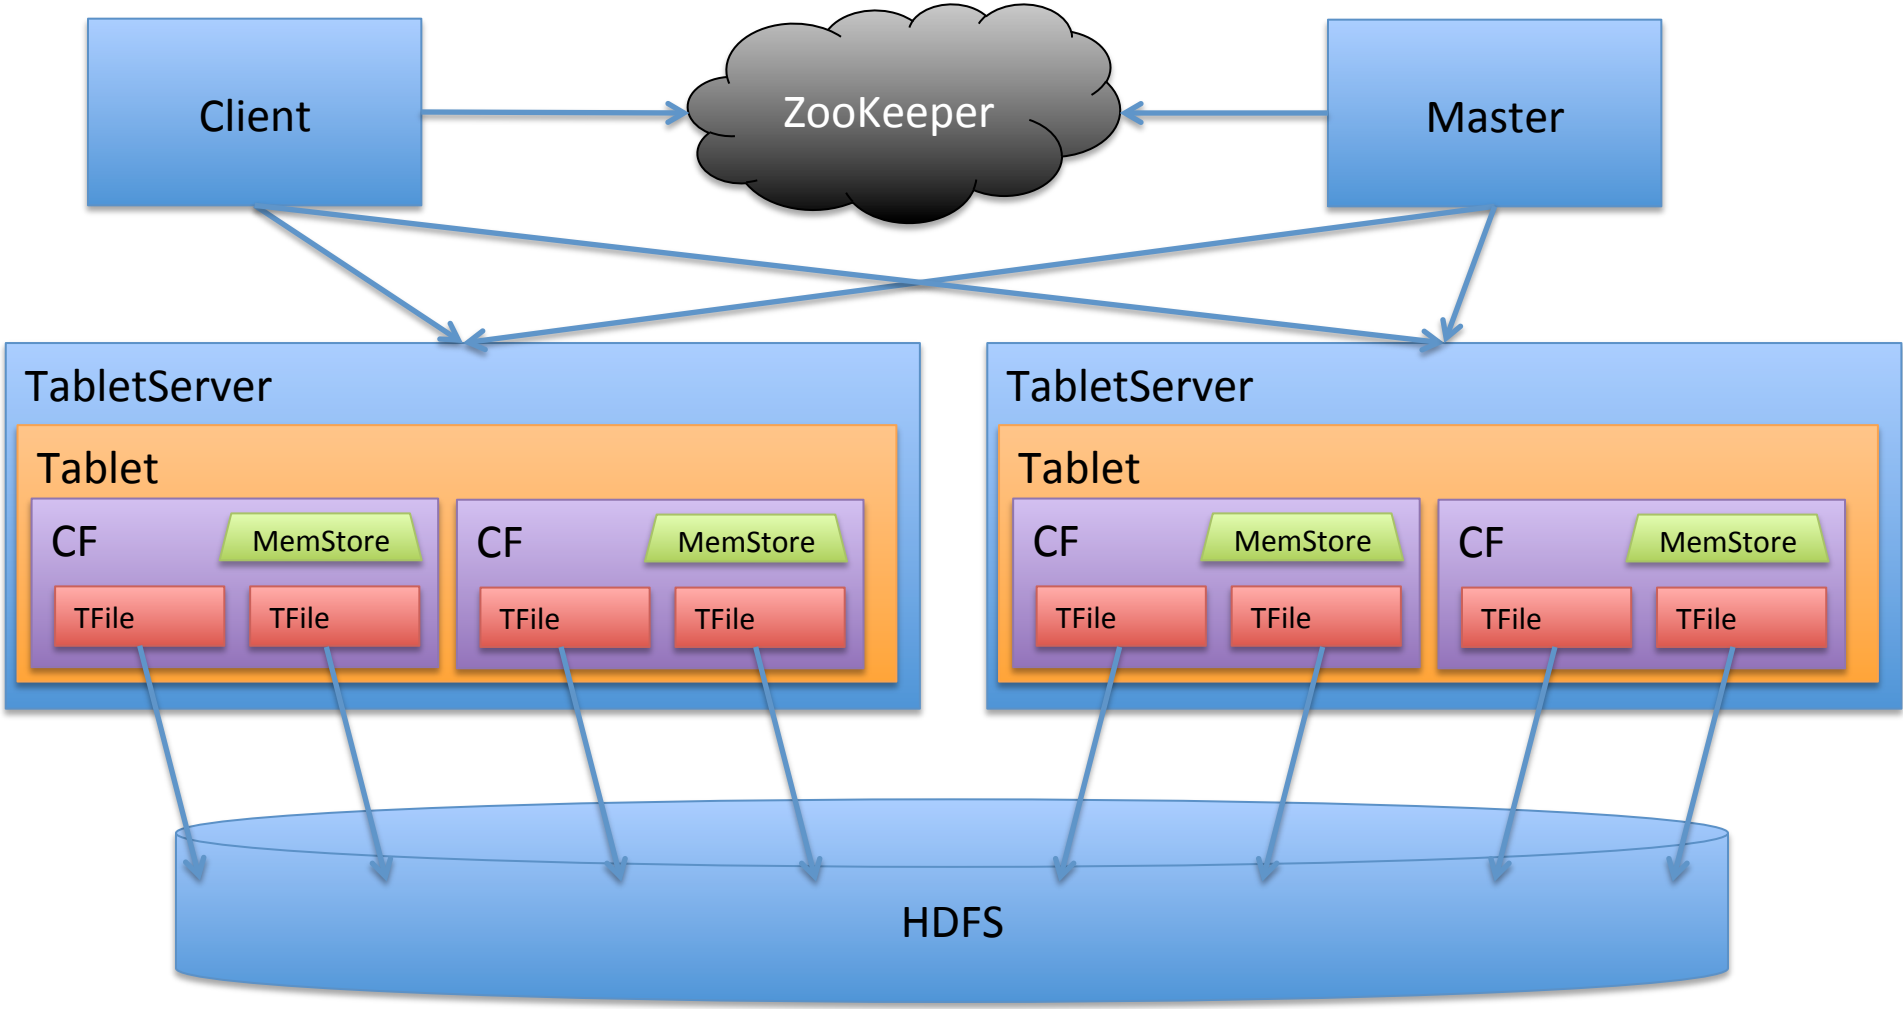 Client
ZooKeeper
Master
TabletServer
Tablet
CF
MemStore
TFile
TFile
CF
MemStore
TFile
TFile
TabletServer
Tablet
CF
MemStore
TFile
TFile
CF
MemStore
TFile
TFile
HDFS